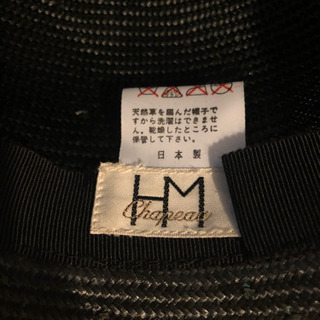 天然草を編んだ帽子で
すから洗濯はできませ
ん。乾燥したところに
保管して下さい。
日本製
HM
Chapeau